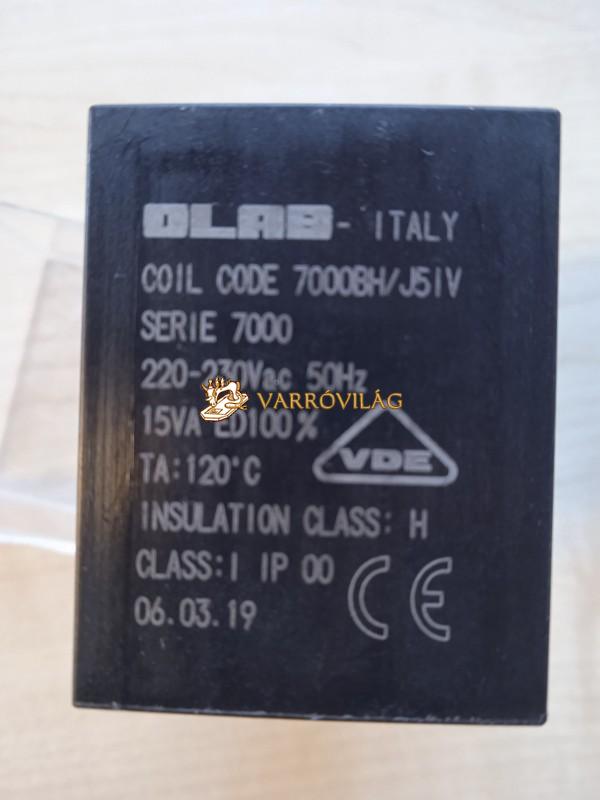 OLAB - ITALY
COIL CODE 7000BH/J51V
SERIE 7000
220-230Vac 50Hz
VARRÓVILÁG
15VA ED100%
VDE
TA:120°C
INSULATION CLASS: H
CLASS:I IP 00
CE
06.03.19